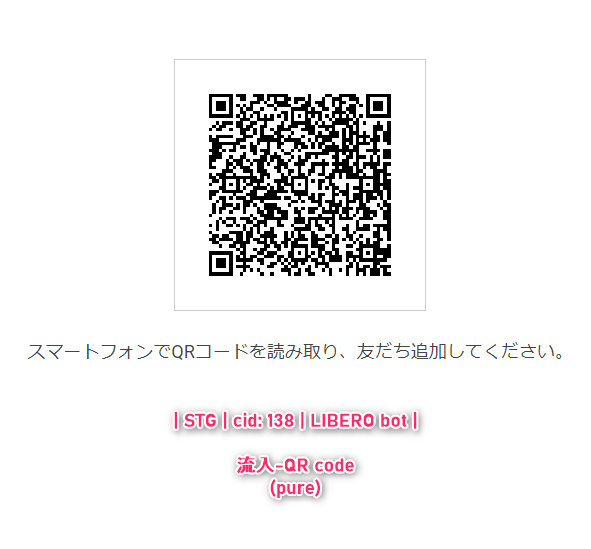 スマートフォンでQRコードを読み取り、友だち追加してください。
| STG | cid: 138 | LIBERO bot |
流入-QR code
(pure)